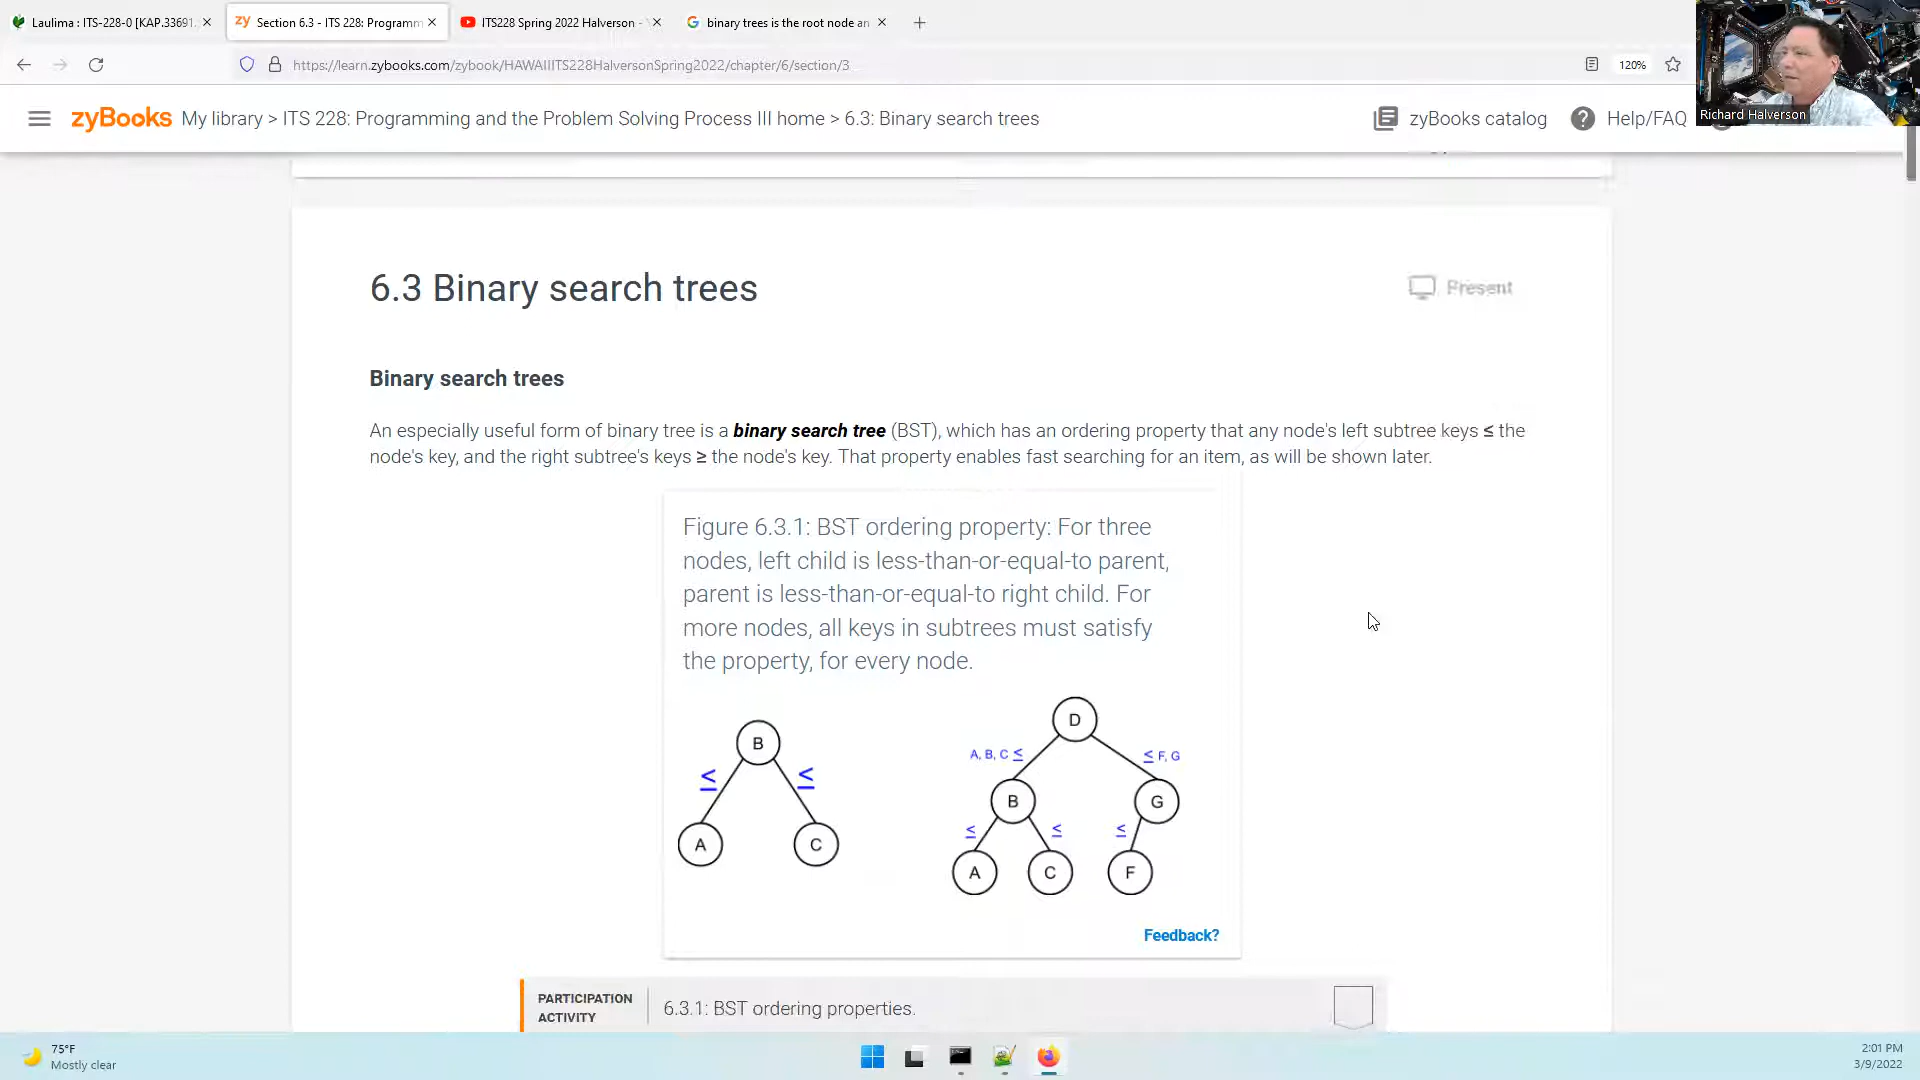 Laulima : ITS-228-0 [KAP.33691.
Section 6.3 - ITS 228: Programm
ITS228 Spring 2022 Halverson -
binary trees is the root node an
https://learn.zybooks.com/zybook/HAWAIIITS228HalversonSpring2022/chapter/6/section/3
120%
zyBooks My library > ITS 228: Programming and the Problem Solving Process III home > 6.3: Binary search trees
zyBooks catalog
Help/FAQ
Richard Halverson
6.3 Binary search trees
Present
Binary search trees
An especially useful form of binary tree is a binary search tree (BST), which has an ordering property that any node's left subtree keys ≤ the
node's key, and the right subtree's keys ≥ the node's key. That property enables fast searching for an item, as will be shown later.
Figure 6.3.1: BST ordering property: For three
nodes, left child is less-than-or-equal-to parent,
parent is less-than-or-equal-to right child. For
more nodes, all keys in subtrees must satisfy
the property, for every node.
B
≤ ≤
A C
D
A, B, C ≤ ≤ F, G
B G
≤ ≤ ≤
A C F
Feedback?
PARTICIPATION
ACTIVITY
6.3.1: BST ordering properties.
75°F
Mostly clear
2:01 PM
3/9/2022